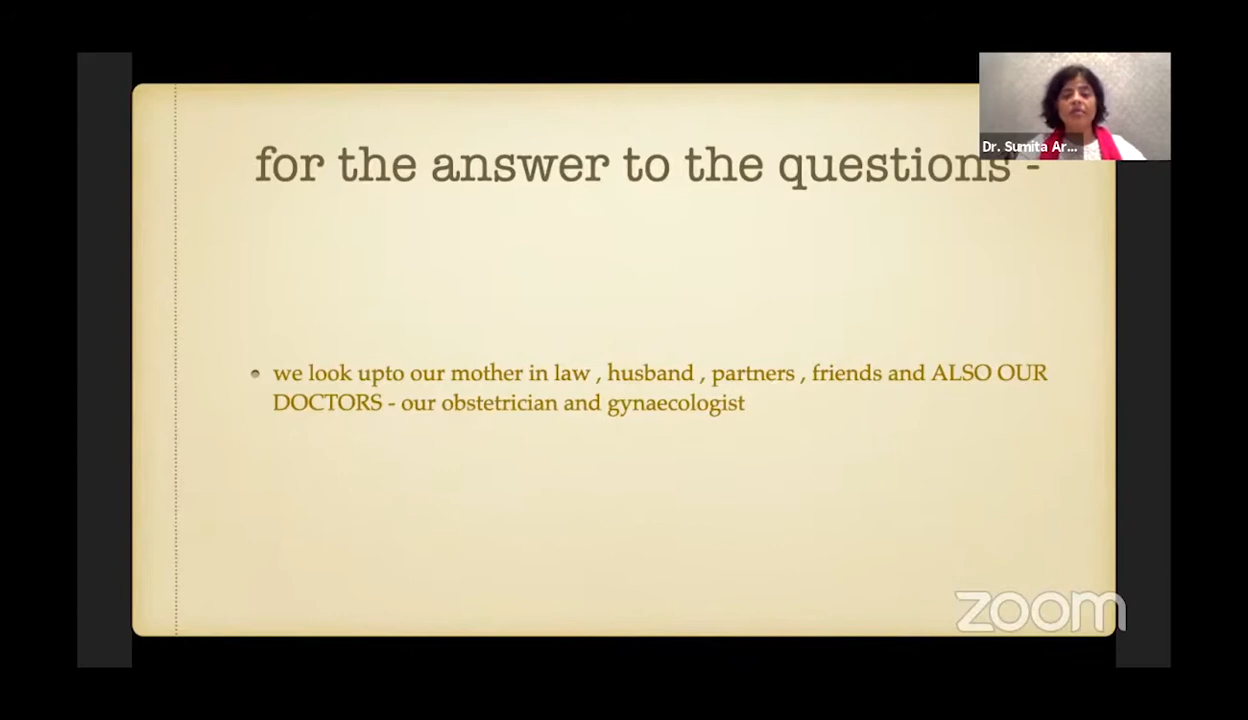 for the answer to the questions -
Dr. Sumita Ar...
• we look upto our mother in law , husband , partners , friends and ALSO OUR
DOCTORS - our obstetrician and gynaecologist
zoom